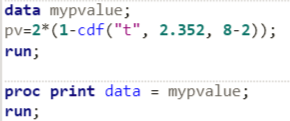 data mypvalue;
pv=2*(1-cdf("t", 2.352, 8-2));
run;
proc print data = mypvalue;
run;